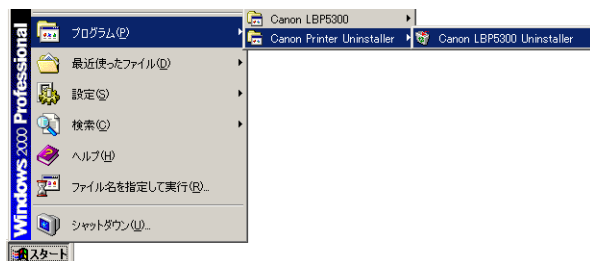 Windows 2000 Professional
プログラム(P)
Canon LBP5300
Canon Printer Uninstaller
Canon LBP5300 Uninstaller
最近使ったファイル(D)
設定(S)
検索(C)
ヘルプ(H)
ファイル名を指定して実行(R)...
シャットダウン(U)...
スタート